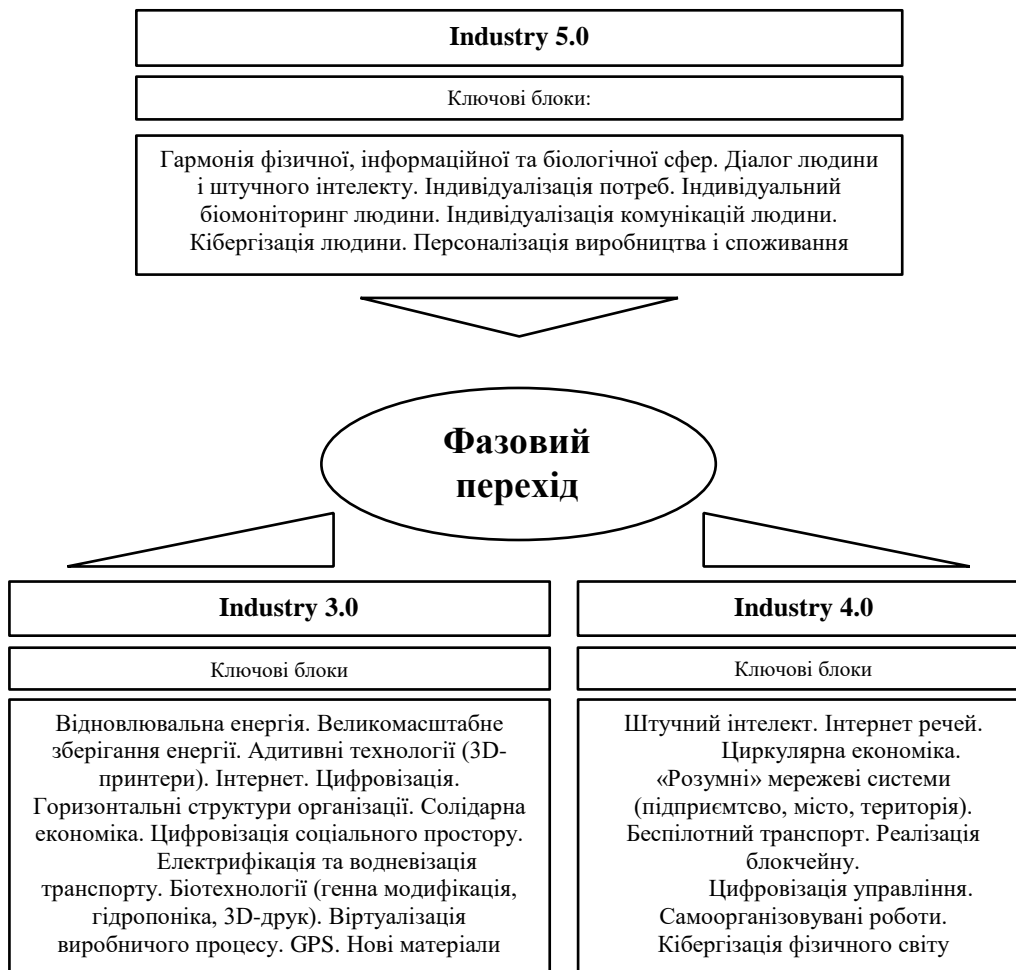 Industry 5.0
Ключові блоки:
Гармонія фізичної, інформаційної та біологічної сфер. Діалог людини
і штучного інтелекту. Індивідуалізація потреб. Індивідуальний
біомоніторинг людини. Індивідуалізація комунікацій людини.
Кібергізація людини. Персоналізація виробництва і споживання
Фазовий
перехід
Industry 3.0
Ключові блоки
Відновлювальна енергія. Великомасштабне
зберігання енергії. Адитивні технології (3D-
принтери). Інтернет. Цифровізація.
Горизонтальні структури організації. Солідарна
економіка. Цифровізація соціального простору.
Електрифікація та водневізація
транспорту. Біотехнології (генна модифікація,
гідропоніка, 3D-друк). Віртуалізація
виробничого процесу. GPS. Нові матеріали
Industry 4.0
Ключові блоки
Штучний інтелект. Інтернет речей.
Циркулярна економіка.
«Розумні» мережеві системи
(підприємтсво, місто, територія).
Беспілотний транспорт. Реалізація
блокчейну.
Цифровізація управління.
Самоорганізовувані роботи.
Кібергізація фізичного світу